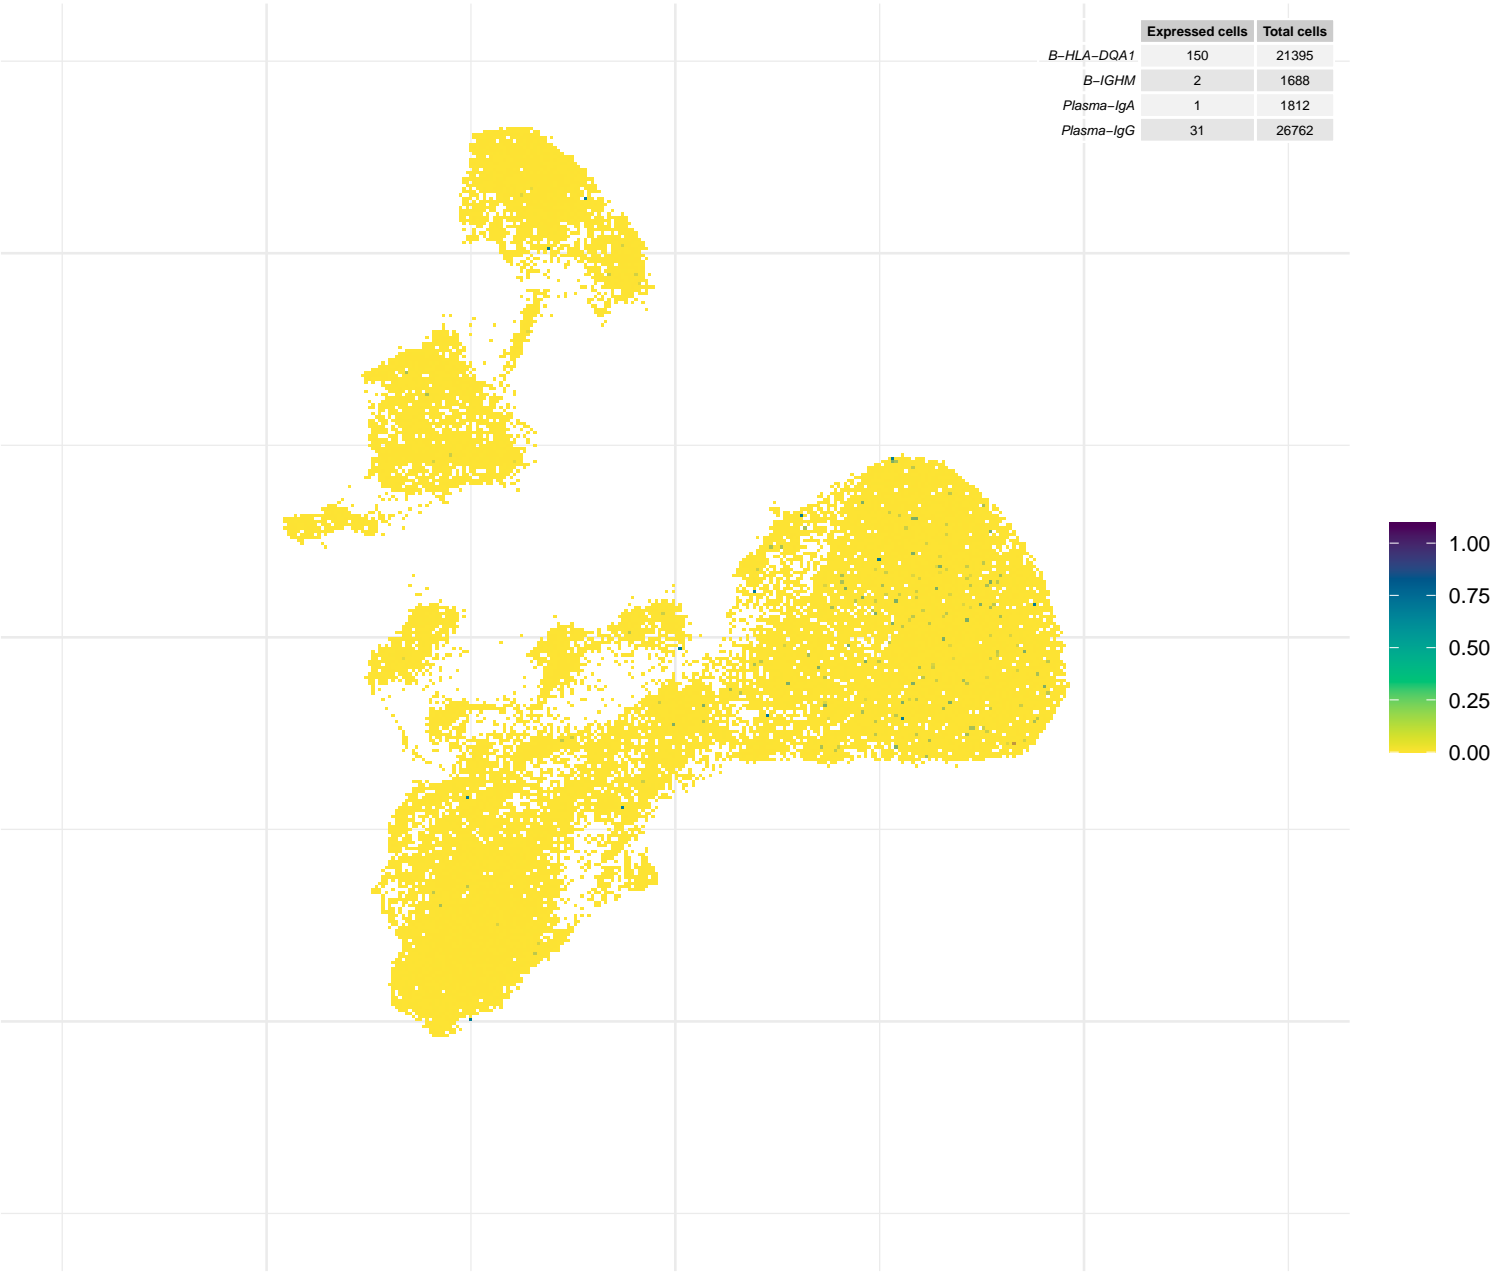 Expressed cells Total cells
B−HLA−DQA1 150 21395
B−IGHM 2 1688
Plasma−IgA 1 1812
Plasma−IgG 31 26762
1.00
0.75
0.50
0.25
0.00